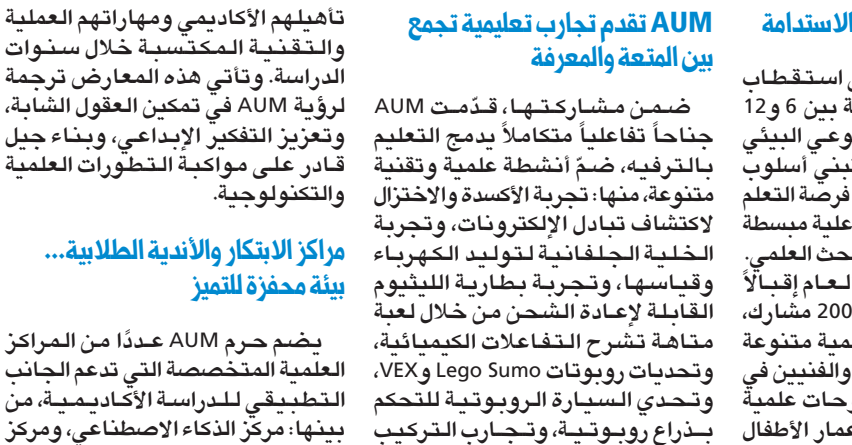 الاستدامة
استقطاب
ة بين 6 و12
وعي البيئي
تبني أسلوب
فرصة التعلم
علية مبسطة
حث العلمي.
لعام إقبالاً
200 مشارك،
مية متنوعة
والفنيين في
رحات علمية
عمار الأطفال
AUM تقدم تجارب تعليمية تجمع
بين المتعة والمعرفة
ضمن مشاركتها، قدّمت AUM
جناحاً تفاعلياً متكاملاً يدمج التعليم
بالترفيه، ضمّ أنشطة علمية وتقنية
متنوعة، منها: تجربة الأكسدة والاختزال
لاكتشاف تبادل الإلكترونات، وتجربة
الخلية الجلفانية لتوليد الكهرباء
وقياسها، وتجربة بطارية الليثيوم
القابلة لإعادة الشحن من خلال لعبة
متاهة تشرح التفاعلات الكيميائية،
وتحديات روبوتات Lego Sumo وVEX،
وتحدي السيارة الروبوتية للتحكم
بذراع روبوتية، وتجارب التركيب
تأهيلهم الأكاديمي ومهاراتهم العملية
والتقنية المكتسبة خلال سنوات
الدراسة. وتأتي هذه المعارض ترجمة
لرؤية AUM في تمكين العقول الشابة،
وتعزيز التفكير الإبداعي، وبناء جيل
قادر على مواكبة التطورات العلمية
والتكنولوجية.
مراكز الابتكار والأندية الطلابية...
بيئة محفزة للتميز
يضم حرم AUM عددًا من المراكز
العلمية المتخصصة التي تدعم الجانب
التطبيقي للدراسة الأكاديمية، من
بينها: مركز الذكاء الاصطناعي، ومركز